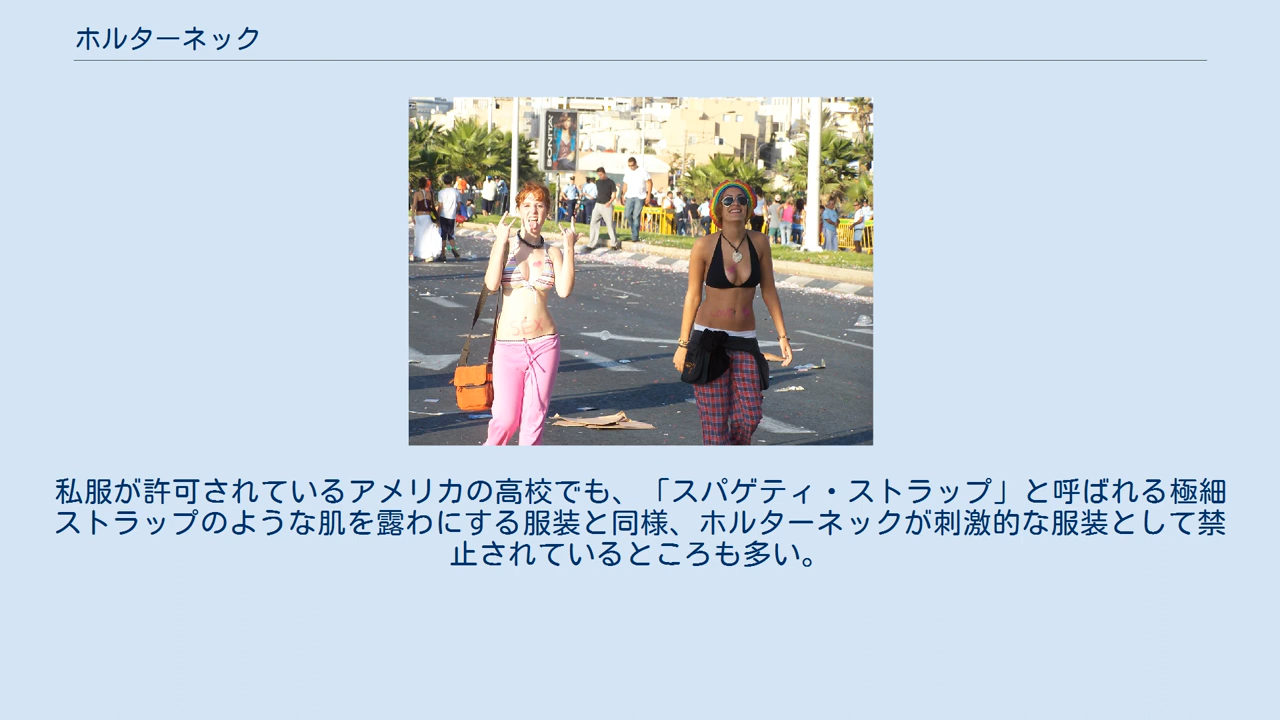 ホルターネック
BONITA
SEX
私服が許可されているアメリカの高校でも、「スパゲティ・ストラップ」と呼ばれる極細
ストラップのような肌を露わにする服装と同様、ホルターネックが刺激的な服装として禁
止されているところも多い。